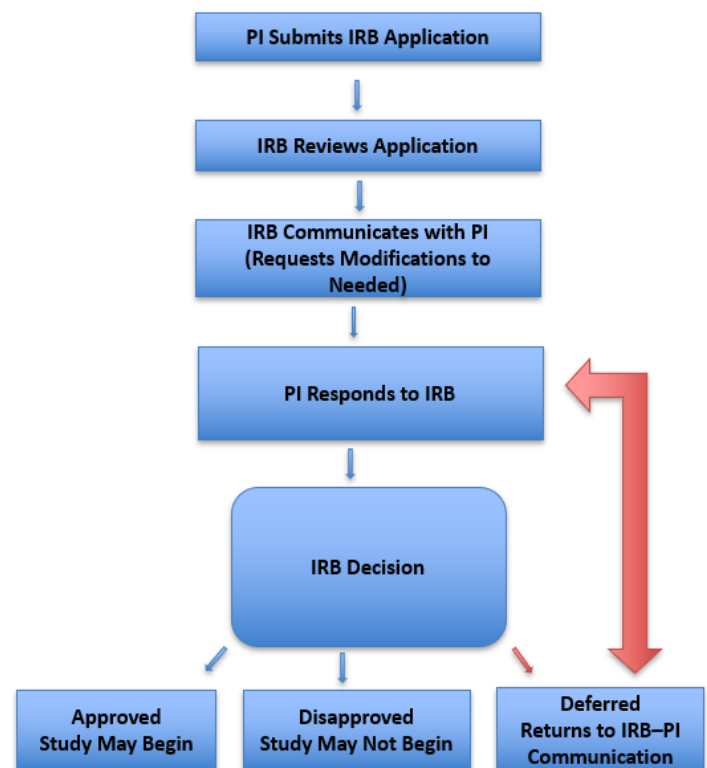 PI Submits IRB Application
IRB Reviews Application
IRB Communicates with PI
(Requests Modifications to
Needed)
PI Responds to IRB
IRB Decision
Approved
Study May Begin
Disapproved
Study May Not Begin
Deferred
Returns to IRB–PI
Communication